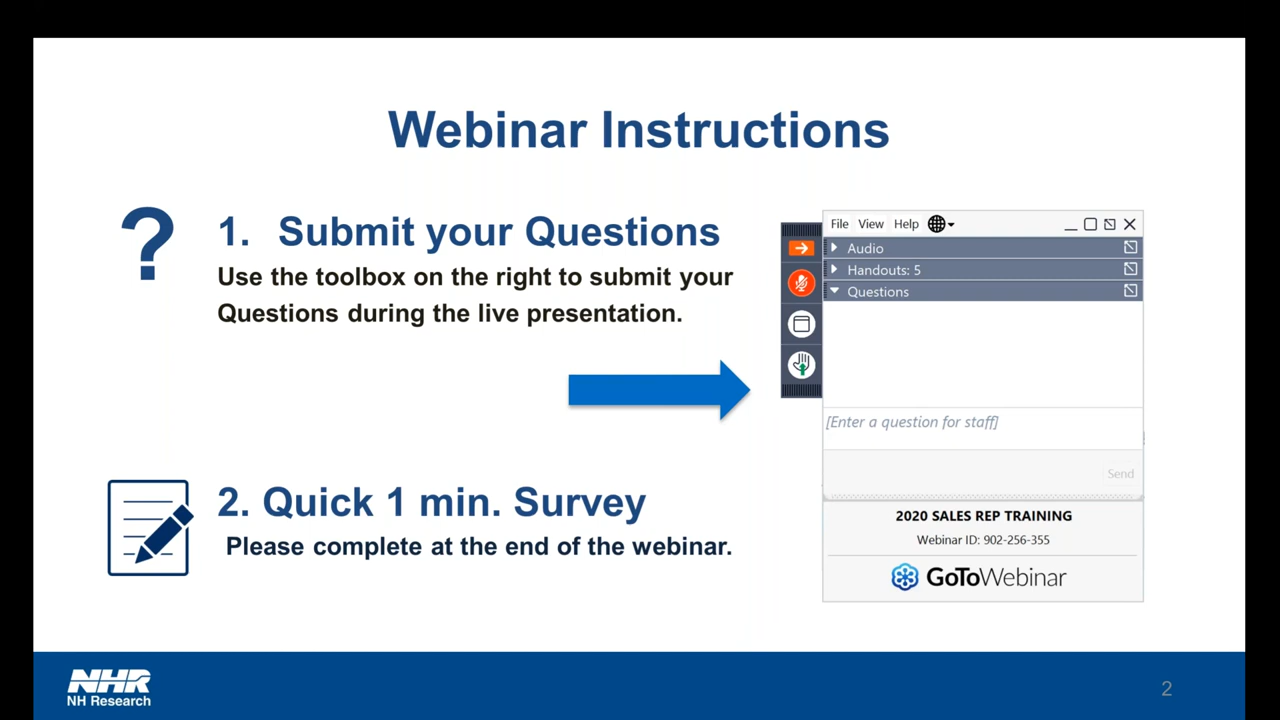 Webinar Instructions
?
1. Submit your Questions
Use the toolbox on the right to submit your
Questions during the live presentation.
2. Quick 1 min. Survey
Please complete at the end of the webinar.
File View Help
Audio
Handouts: 5
Questions
[Enter a question for staff]
Send
2020 SALES REP TRAINING
Webinar ID: 902-256-355
GoToWebinar
NHR
NH Research
2